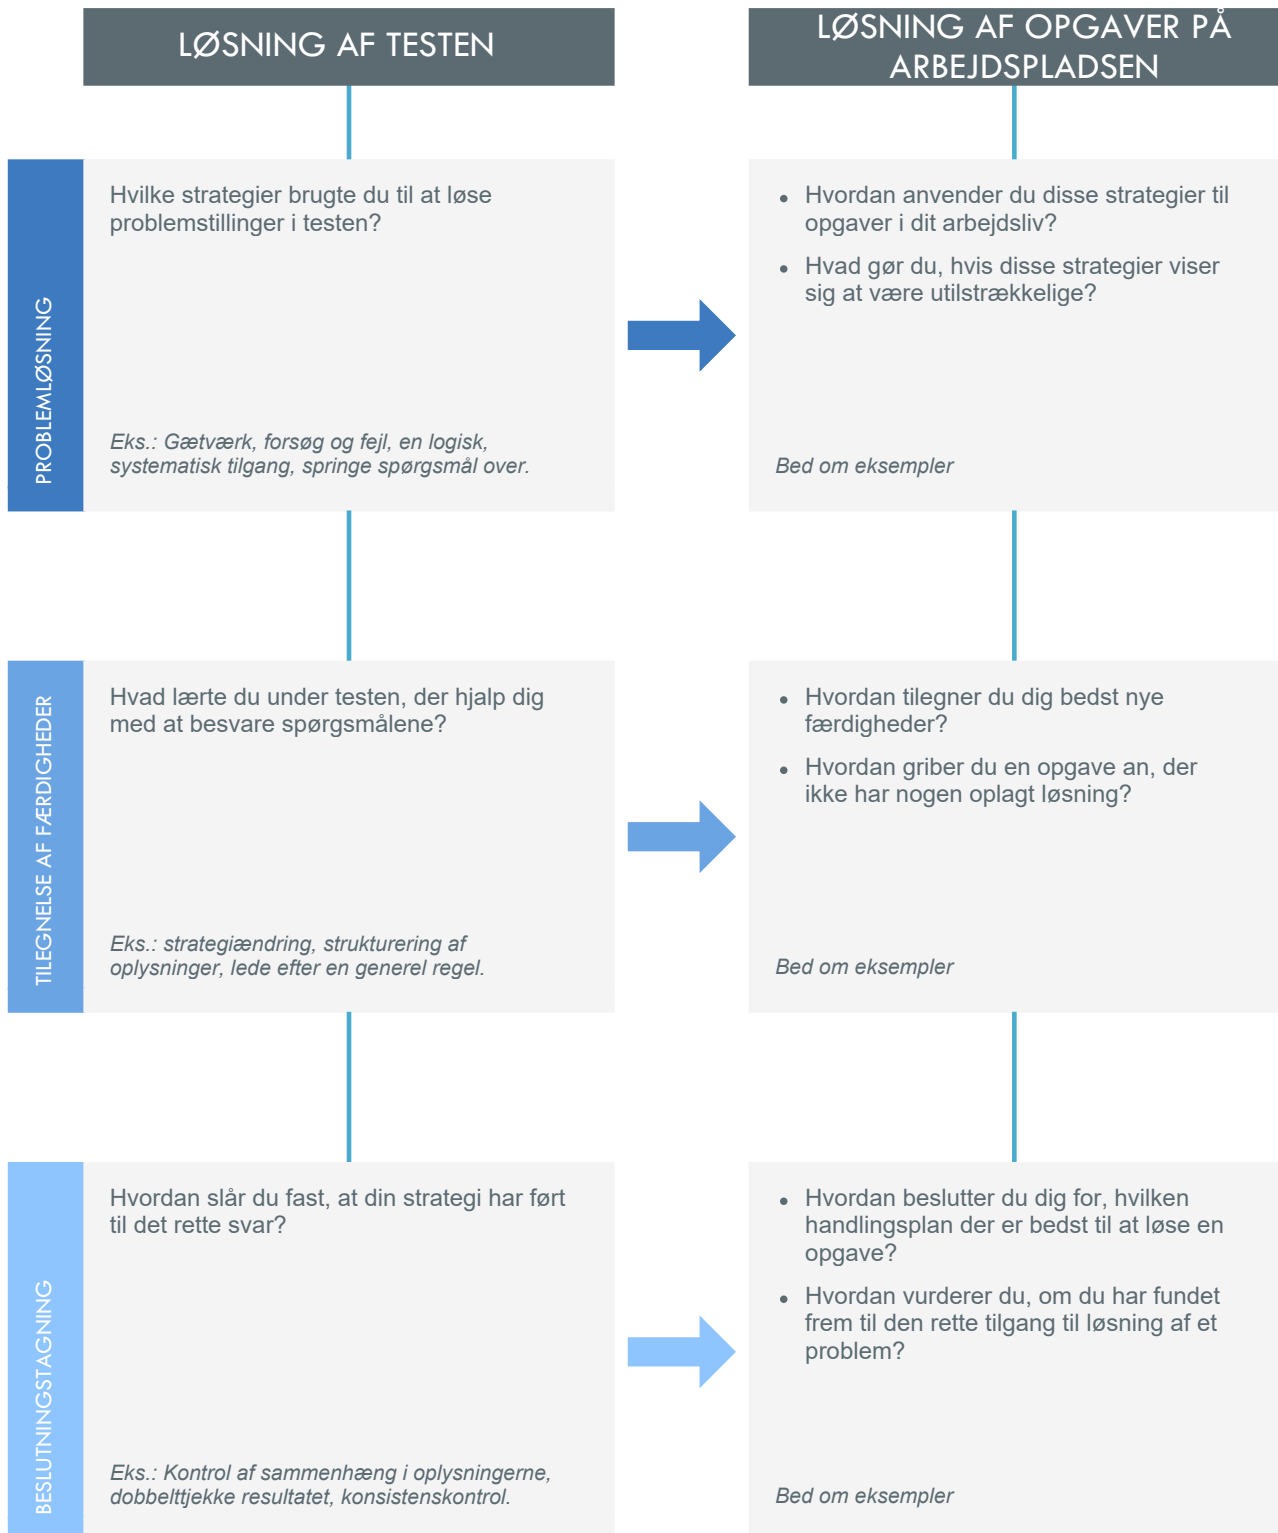 LØSNING AF TESTEN
LØSNING AF OPGAVER PÅ
ARBEJDSPLADSEN
PROBLEMLØSNING
Hvilke strategier brugte du til at løse
problemstillinger i testen?
Eks.: Gætværk, forsøg og fejl, en logisk,
systematisk tilgang, springe spørgsmål over.
• Hvordan anvender du disse strategier til
opgaver i dit arbejdsliv?
• Hvad gør du, hvis disse strategier viser
sig at være utilstrækkelige?
Bed om eksempler
TILEGNELSE AF FÆRDIGHEDER
Hvad lærte du under testen, der hjalp dig
med at besvare spørgsmålene?
Eks.: strategiændring, strukturering af
oplysninger, lede efter en generel regel.
• Hvordan tilegner du dig bedst nye
færdigheder?
• Hvordan griber du en opgave an, der
ikke har nogen oplagt løsning?
Bed om eksempler
BESLUTNINGSTAGNING
Hvordan slår du fast, at din strategi har ført
til det rette svar?
Eks.: Kontrol af sammenhæng i oplysningerne,
dobbelttjekke resultatet, konsistenskontrol.
• Hvordan beslutter du dig for, hvilken
handlingsplan der er bedst til at løse en
opgave?
• Hvordan vurderer du, om du har fundet
frem til den rette tilgang til løsning af et
problem?
Bed om eksempler